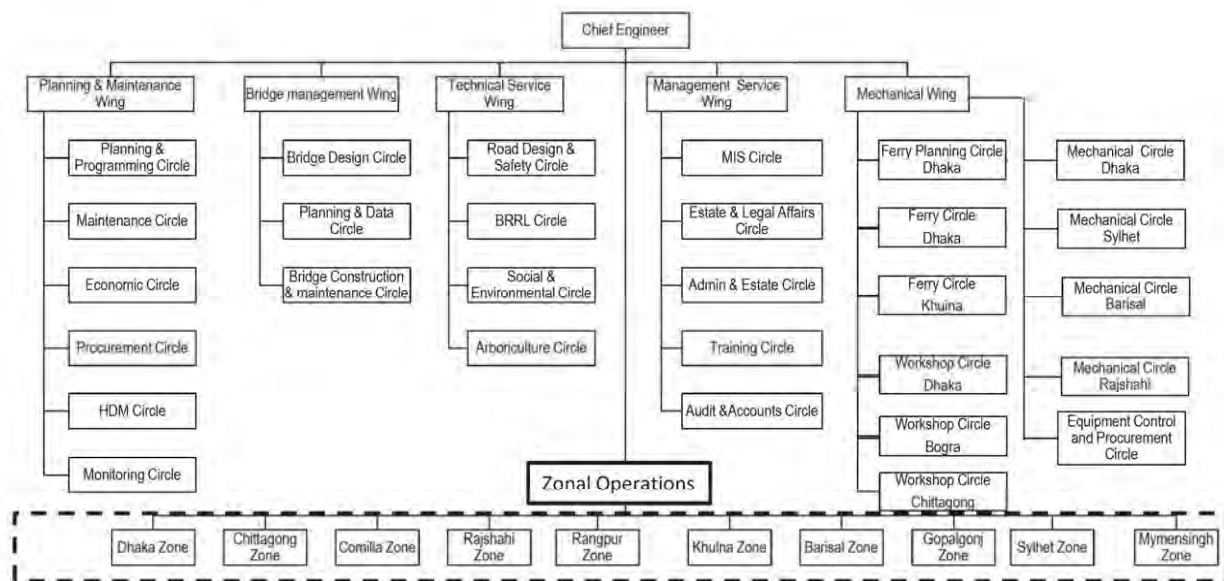 Chief Engineer
Planning & Maintenance
Wing
Bridge management Wing
Technical Service
Wing
Management Service
Wing
Mechanical Wing
Planning &
Programming Circle
Maintenance Circle
Economic Circle
Procurement Circle
HDM Circle
Monitoring Circle
Bridge Design Circle
Planning & Data
Circle
Bridge Construction
& maintenance Circle
Road Design &
Safety Circle
BRRL Circle
Social &
Environmental Circle
Arboriculture Circle
MIS Circle
Estate & Legal Affairs
Circle
Admin & Estate Circle
Training Circle
Audit &Accounts Circle
Ferry Planning Circle
Dhaka
Ferry Circle
Dhaka
Ferry Circle
Khulna
Workshop Circle
Dhaka
Workshop Circle
Bogra
Workshop Circle
Chittagong
Mechanical Circle
Dhaka
Mechanical Circle
Sylhet
Mechanical Circle
Barisal
Mechanical Circle
Rajshahi
Equipment Control
and Procurement
Circle
Zonal Operations
Dhaka Zone
Chittagong
Zone
Comilla Zone
Rajshahi
Zone
Rangpur
Zone
Khulna Zone
Barisal Zone
Gopalgonj
Zone
Sylhet Zone
Mymensingh
Zone